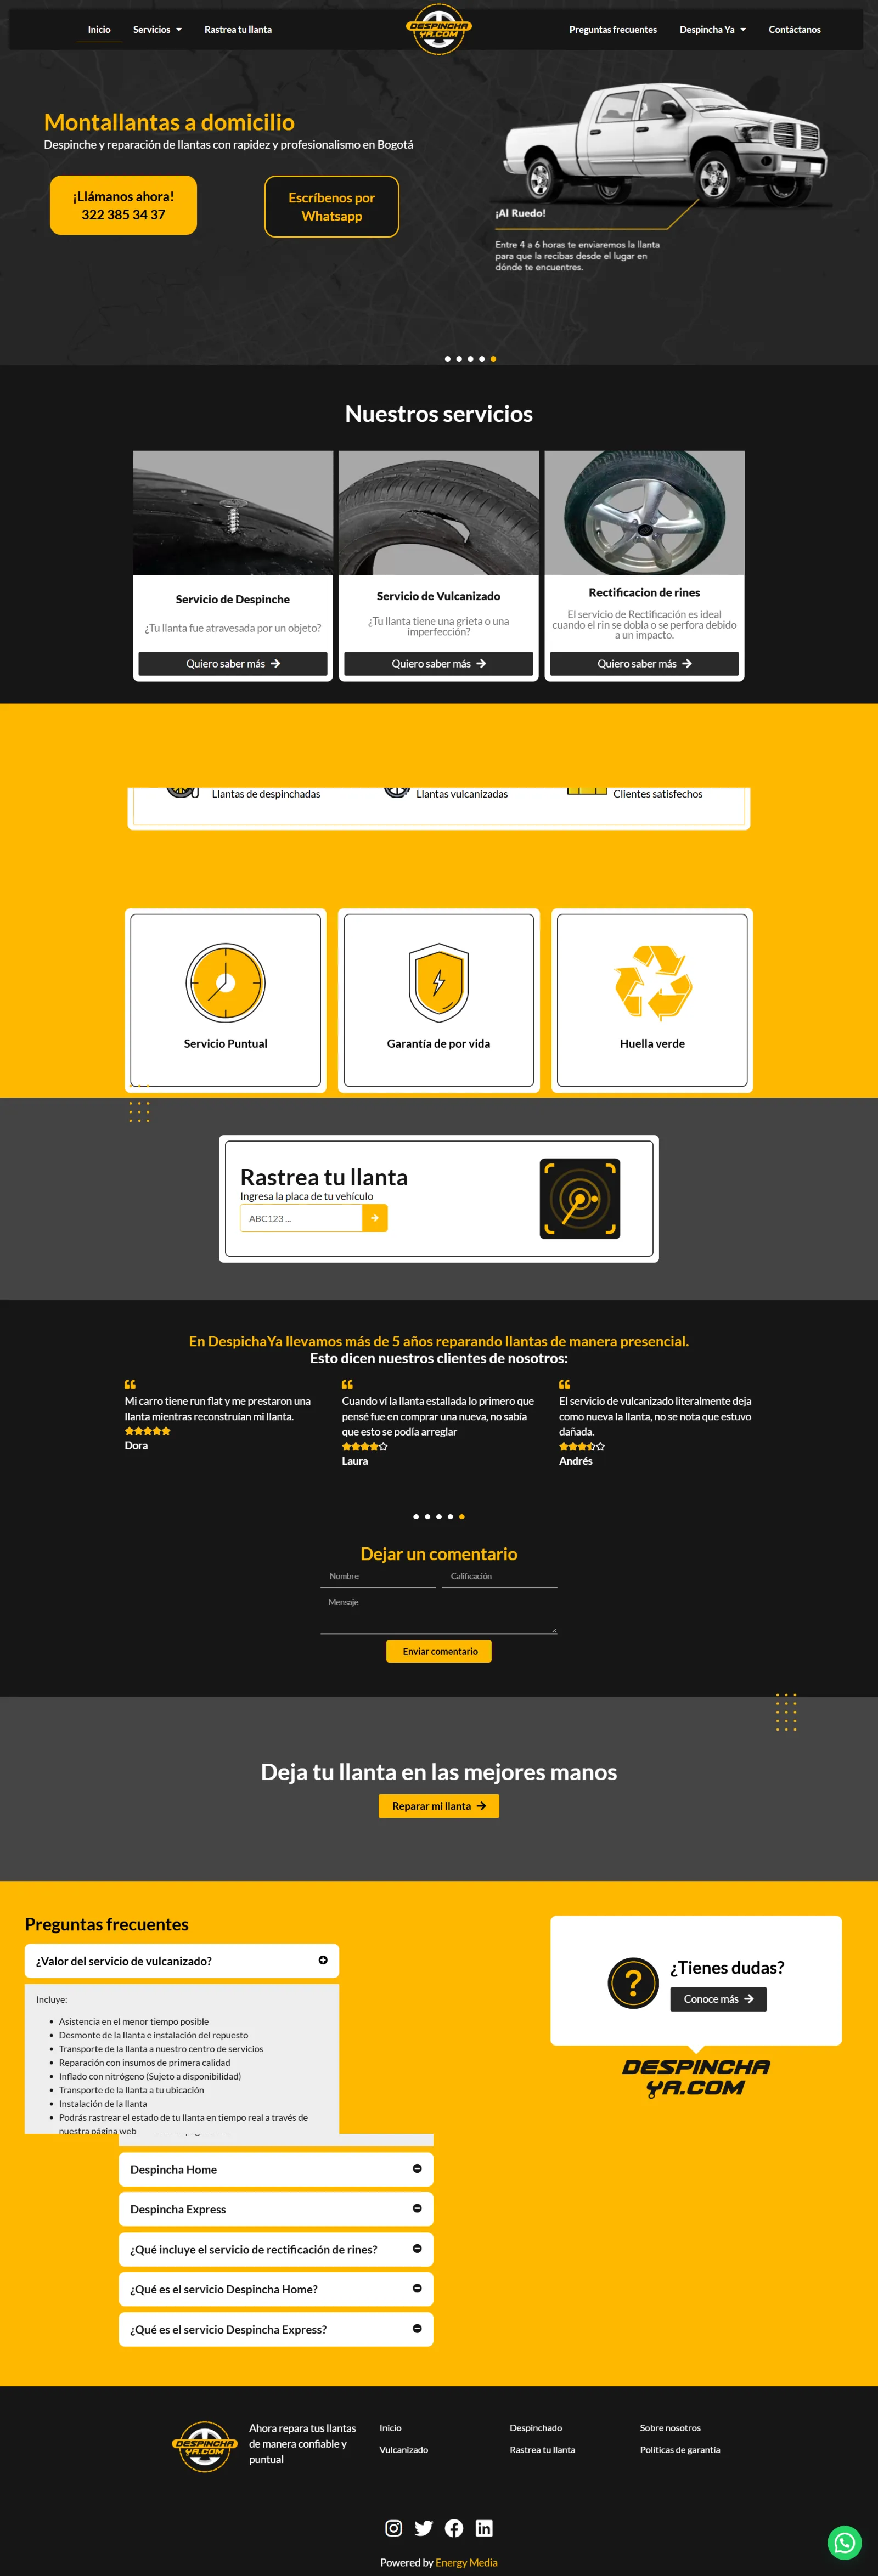 Inicio
Servicios
Rastrea tu llanta
DESPINCHA
YA.COM
Preguntas frecuentes
Despincha Ya
Contáctanos
Montallantas a domicilio
Despinche y reparación de llantas con rapidez y profesionalismo en Bogotá
¡Llámanos ahora!
322 385 34 37
Escríbenos por
Whatsapp
¡Al Ruedo!
Entre 4 a 6 horas te enviaremos la llanta
para que la recibas desde el lugar en
dónde te encuentres.
Nuestros servicios
Servicio de Despinche
¿Tu llanta fue atravesada por un objeto?
Quiero saber más
Servicio de Vulcanizado
¿Tu llanta tiene una grieta o una
imperfección?
Quiero saber más
Rectificacion de rines
El servicio de Rectificación es ideal
cuando el rin se dobla o se perfora debido
a un impacto.
Quiero saber más
Llantas de despinchadas
Llantas vulcanizadas
Clientes satisfechos
Servicio Puntual
Garantía de por vida
Huella verde
Rastrea tu llanta
Ingresa la placa de tu vehículo
ABC123 ...
En DespichaYa llevamos más de 5 años reparando llantas de manera presencial.
Esto dicen nuestros clientes de nosotros:
Mi carro tiene run flat y me prestaron una
llanta mientras reconstruían mi llanta.
Dora
Cuando ví la llanta estallada lo primero que
pensé fue en comprar una nueva, no sabía
que esto se podía arreglar
Laura
El servicio de vulcanizado literalmente deja
como nueva la llanta, no se nota que estuvo
dañada.
Andrés
Dejar un comentario
Nombre
Calificación
Mensaje
Enviar comentario
Deja tu llanta en las mejores manos
Reparar mi llanta
Preguntas frecuentes
¿Valor del servicio de vulcanizado?
Incluye:
Asistencia en el menor tiempo posible
Desmonte de la llanta e instalación del repuesto
Transporte de la llanta a nuestro centro de servicios
Reparación con insumos de primera calidad
Inflado con nitrógeno (Sujeto a disponibilidad)
Transporte de la llanta a tu ubicación
Instalación de la llanta
Podrás rastrear el estado de tu llanta en tiempo real a través de
nuestra página web
Despincha Home
Despincha Express
¿Qué incluye el servicio de rectificación de rines?
¿Qué es el servicio Despincha Home?
¿Qué es el servicio Despincha Express?
¿Tienes dudas?
Conoce más
DESPINCHA
YA.COM
DESPINCHA
YA.COM
Ahora repara tus llantas
de manera confiable y
puntual
Inicio
Vulcanizado
Despinchado
Rastrea tu llanta
Sobre nosotros
Políticas de garantía
Powered by Energy Media